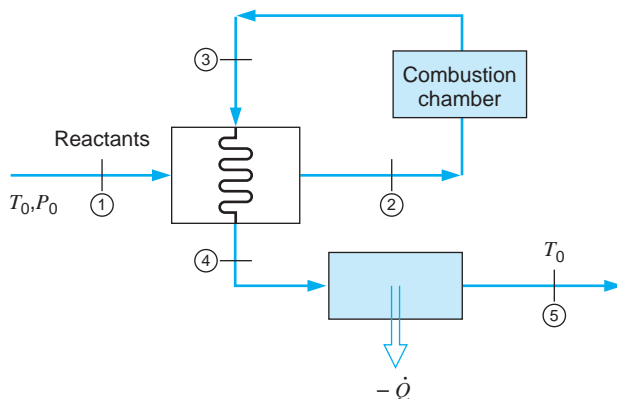 3
Combustion
chamber
Reactants
T0,P0
1
2
4
T0
5
− Q̇